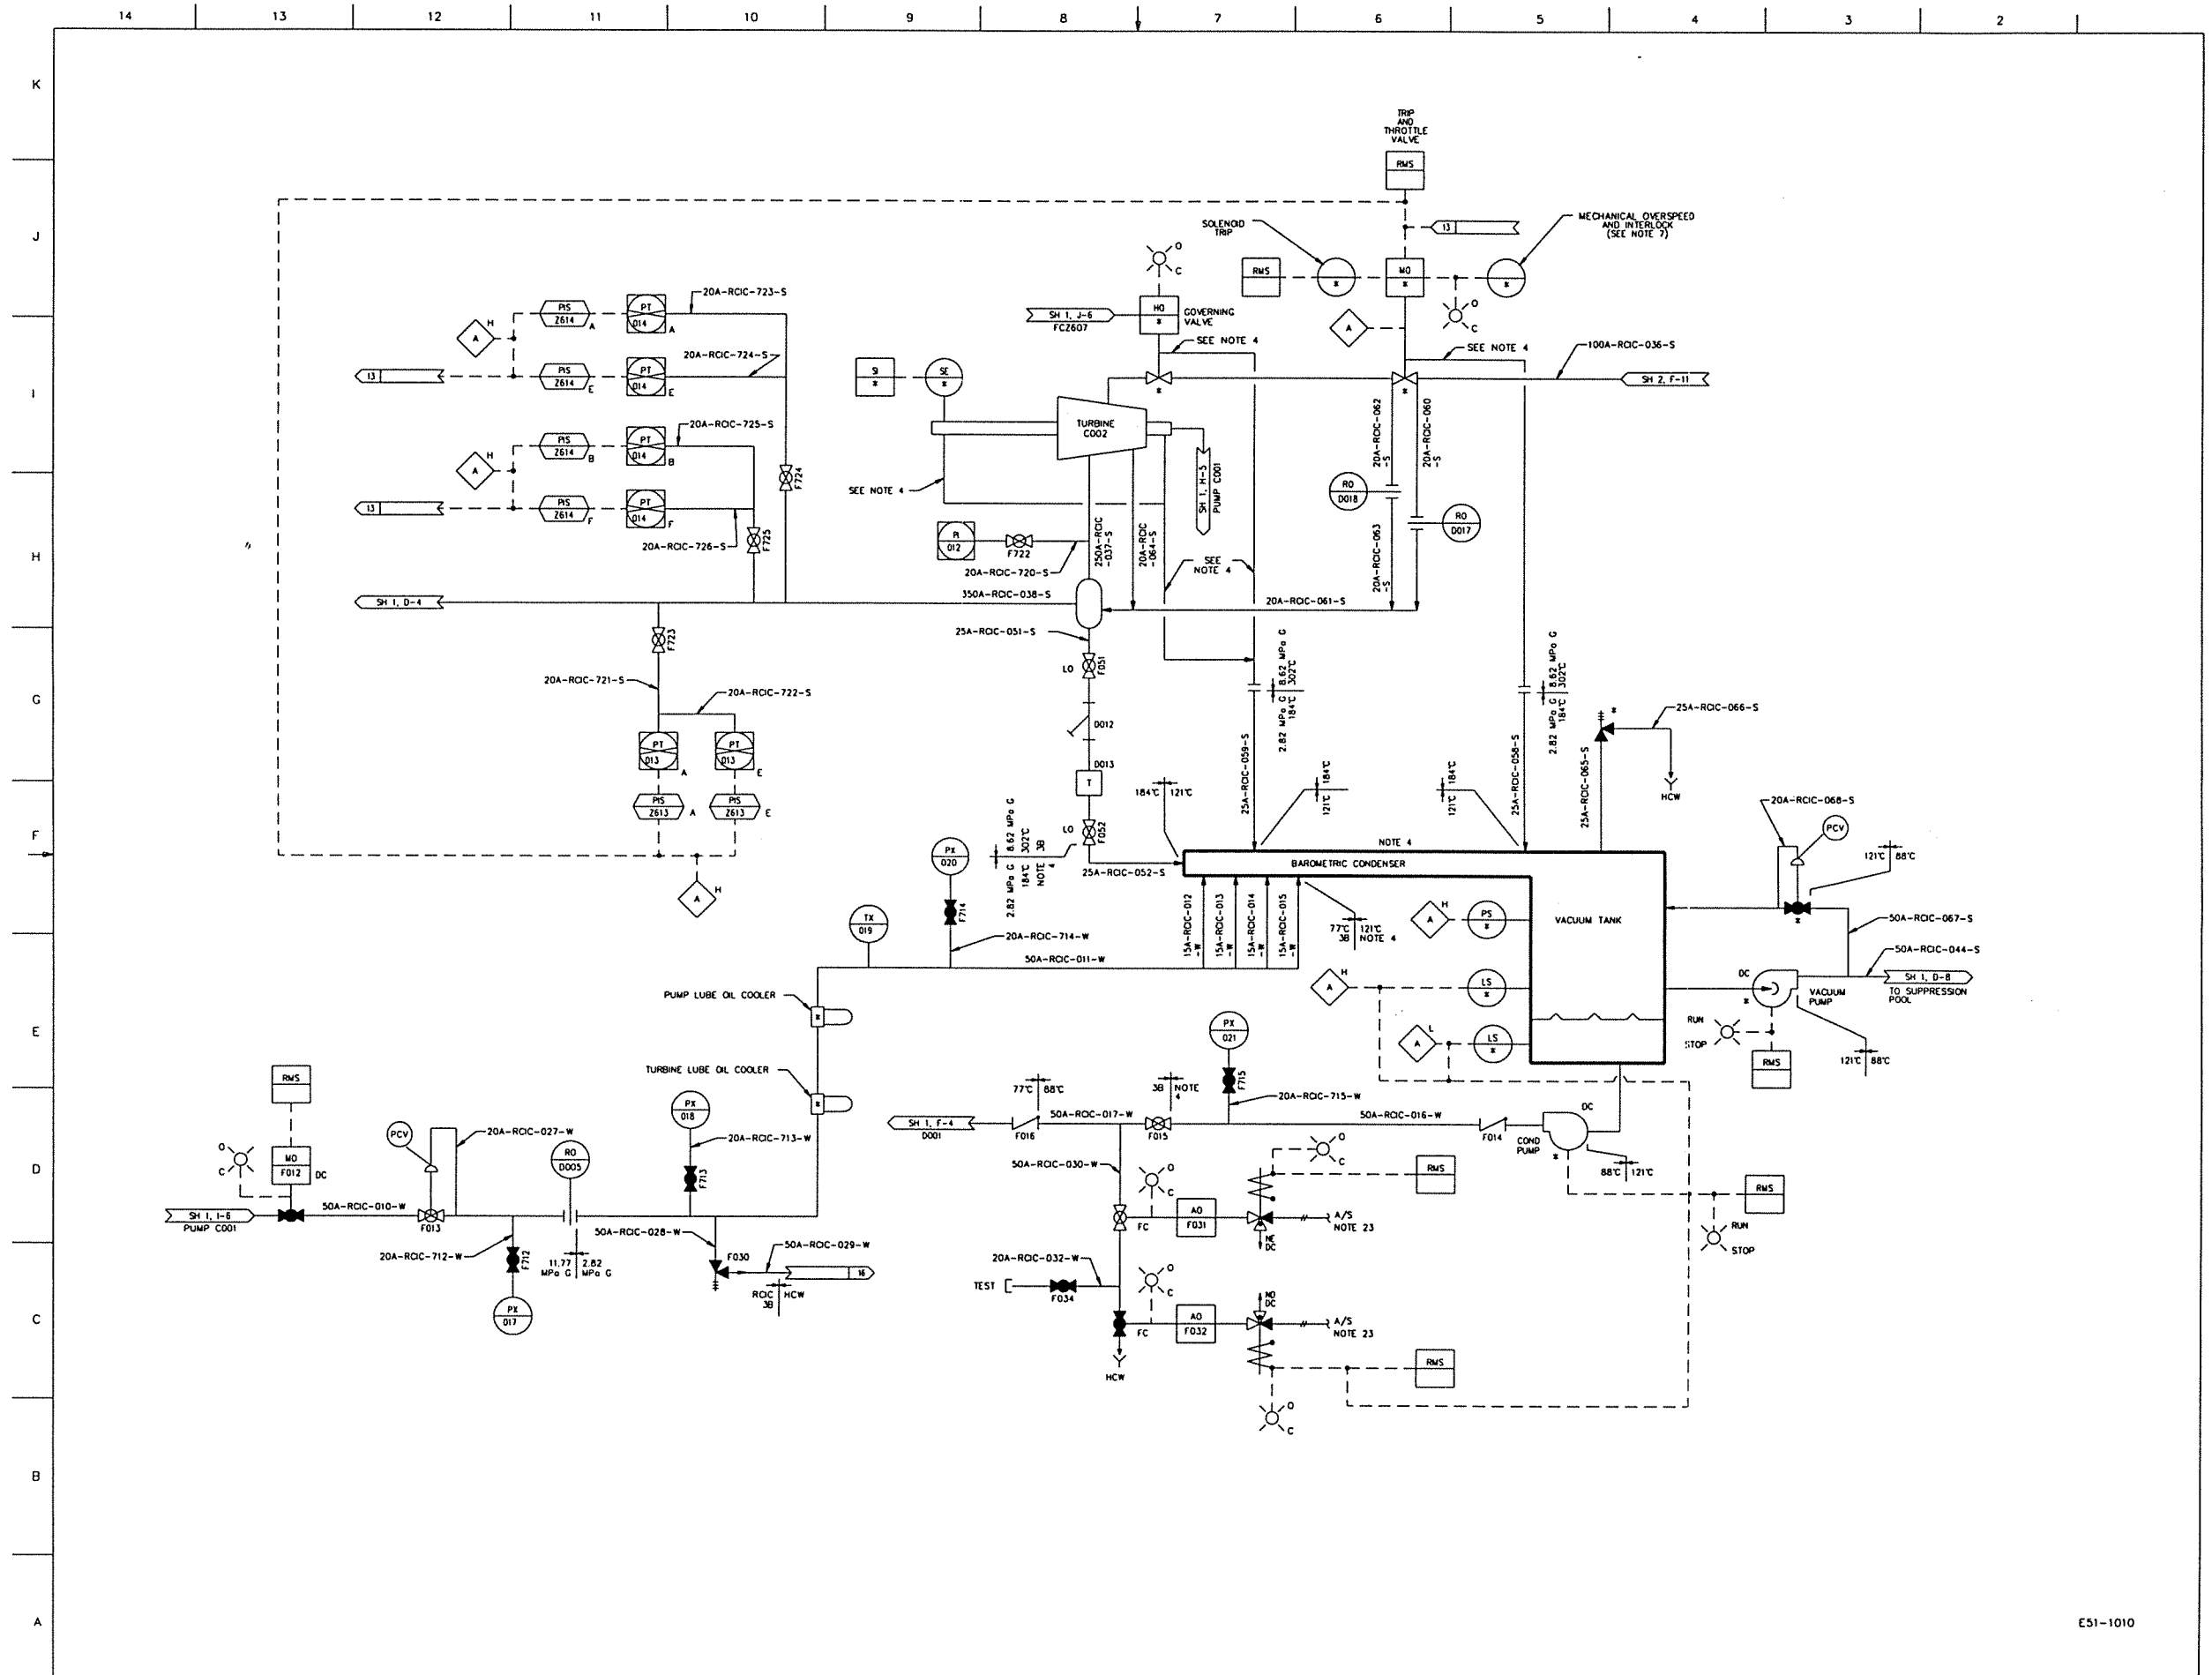 14 13 12 11 10 9 8 7 6 5 4 3 2
K
J
I
H
G
F
E
D
C
B
A
TRIP
AND
THROTTLE
VALVE
RMS
13
MECHANICAL OVERSPEED
AND INTERLOCK
(SEE NOTE 7)
SOLENOID
TRIP
RMS
*
MO
*
*
O
C
O
C
SH 1, J-6
FCZ607
HO
*
GOVERNING
VALVE
A
SEE NOTE 4
SEE NOTE 4
100A-RCIC-036-S
SH 2, F-11
*
*
20A-RCIC-723-S
PIS
Z614
A
PT
014
A
H
A
20A-RCIC-724-S
13
PIS
Z614
E
PT
014
E
20A-RCIC-725-S
PIS
Z614
B
PT
014
B
H
A
F724
13
PIS
Z614
F
PT
014
F
20A-RCIC-726-S
F725
SI
*
SE
*
TURBINE
C002
SEE NOTE 4
SH 1, H-5
PUMP C001
PI
012
F722
20A-RCIC-720-S
250A-RCIC
-037-S
20A-RCIC
-064-S
SEE
NOTE 4
20A-RCIC-062
-S
20A-RCIC-060
-S
RO
D018
RO
D017
20A-RCIC-063
-S
SH 1, D-4
350A-RCIC-038-S
20A-RCIC-061-S
25A-RCIC-051-S
F723
20A-RCIC-721-S
20A-RCIC-722-S
PT
013
A
PT
013
E
PIS
Z613
A
PIS
Z613
E
A
H
LO
F051
D012
D013
T
LO
F052
8.62 MPa G
302℃
3B
2.82 MPa G
184℃
NOTE
4
25A-RCIC-052-S
184℃ 121℃
8.62 MPa G
302℃
2.82 MPa G
184℃
25A-RCIC-059-S
184℃
121℃
8.62 MPa G
302℃
2.82 MPa G
184℃
25A-RCIC-058-S
184℃
121℃
25A-RCIC-065-S
*
25A-RCIC-066-S
HCW
20A-RCIC-068-S
PCV
121℃ 88℃
*
50A-RCIC-067-S
50A-RCIC-044-S
SH 1, D-8
TO SUPPRESSION
POOL
NOTE 4
BAROMETRIC CONDENSER
VACUUM TANK
H
A
PS
*
H
A
LS
*
L
A
LS
*
DC
*
VACUUM
PUMP
RUN
STOP
RMS
121℃ 88℃
PX
020
F714
20A-RCIC-714-W
TX
019
50A-RCIC-011-W
15A-RCIC-012
-W
15A-RCIC-013
-W
15A-RCIC-014
-W
15A-RCIC-015
-W
77℃ 121℃
3B NOTE 4
PUMP LUBE OIL COOLER
*
TURBINE LUBE OIL COOLER
*
PX
021
F715
20A-RCIC-715-W
77℃ 88℃
3B NOTE
4
SH 1, F-4
D001
F016
50A-RCIC-017-W
F015
50A-RCIC-016-W
F014
COND
PUMP
*
DC
88℃ 121℃
RMS
RUN
STOP
RMS
O
C
MO
F012
DC
SH 1, I-6
PUMP C001
50A-RCIC-010-W
PCV
20A-RCIC-027-W
F013
20A-RCIC-712-W
F712
PX
017
RO
D005
11.77
MPa G
2.82
MPa G
PX
018
20A-RCIC-713-W
F713
50A-RCIC-028-W
F030
50A-RCIC-029-W
16
RCIC
3B
HCW
50A-RCIC-030-W
O
C
FC
AO
F031
O
C
RMS
NE
DC
A/S
NOTE 23
20A-RCIC-032-W
TEST
F034
O
C
FC
AO
F032
NO
DC
A/S
NOTE 23
RMS
O
C
HCW
E51-1010